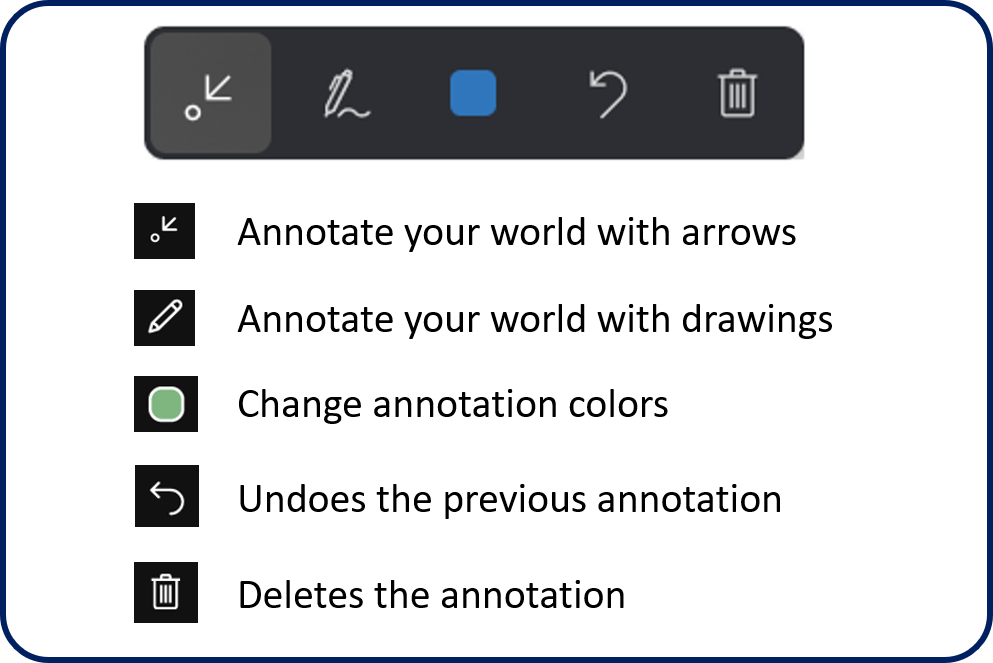 Annotate your world with arrows
Annotate your world with drawings
Change annotation colors
Undoes the previous annotation
Deletes the annotation